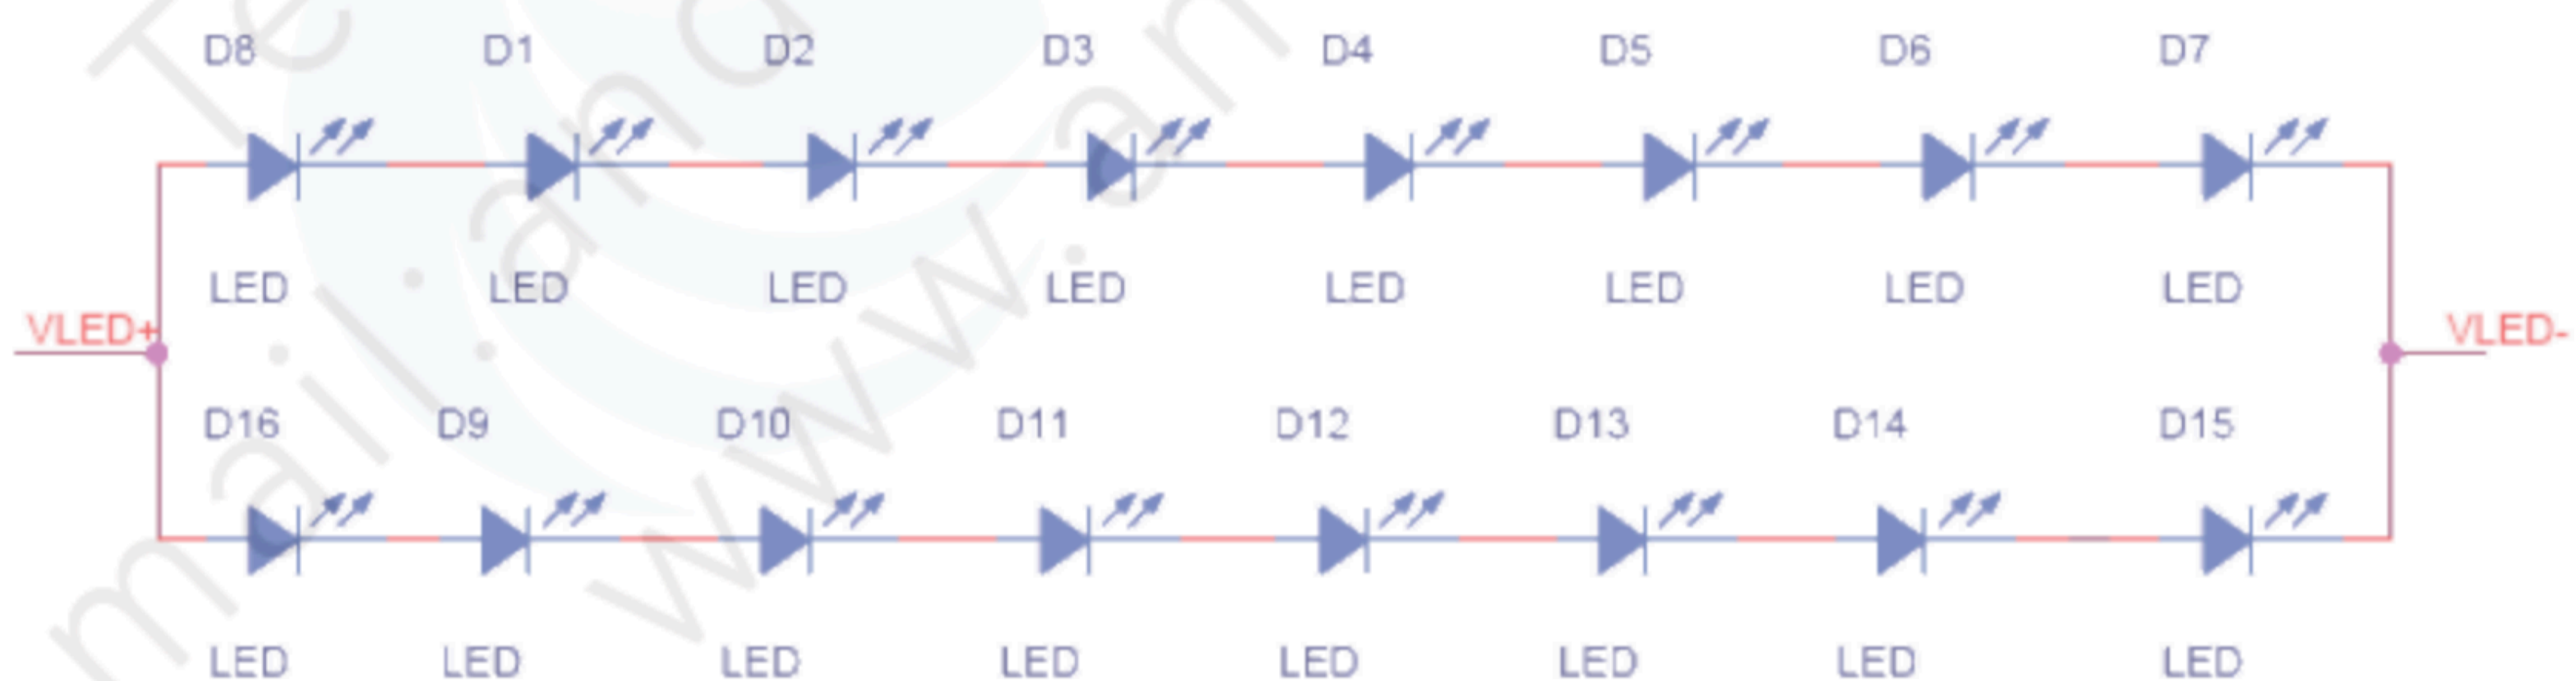 D8 D1 D2 D3 D4 D5 D6 D7
LED LED LED LED LED LED LED LED
VLED+ VLED-
D16 D9 D10 D11 D12 D13 D14 D15
LED LED LED LED LED LED LED LED